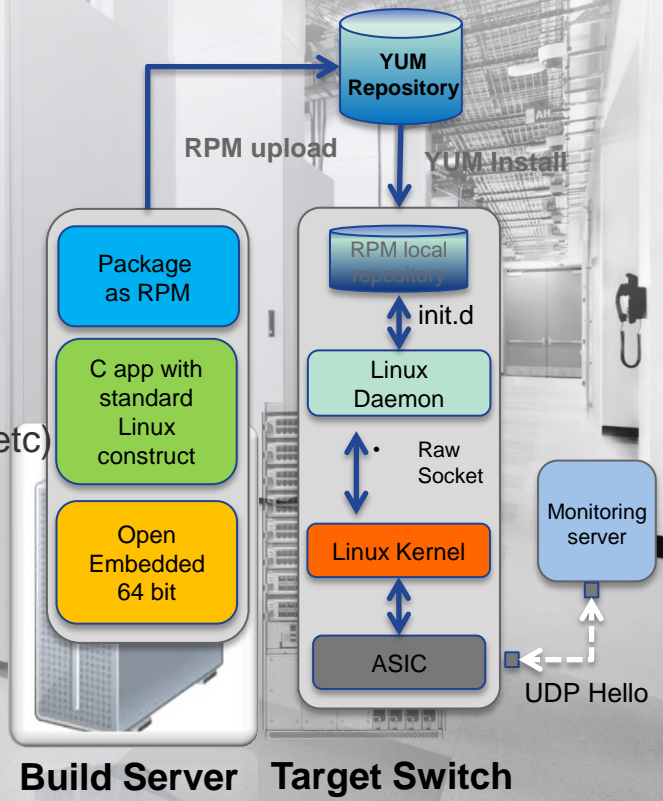 YUM
Repository
RPM upload
YUM Install
Package
as RPM
C app with
standard
Linux
construct
etc)
Open
Embedded
64 bit
RPM local
repository
init.d
Linux
Daemon
• Raw
Socket
Linux Kernel
ASIC
Monitoring
server
UDP Hello
Build Server
Target Switch